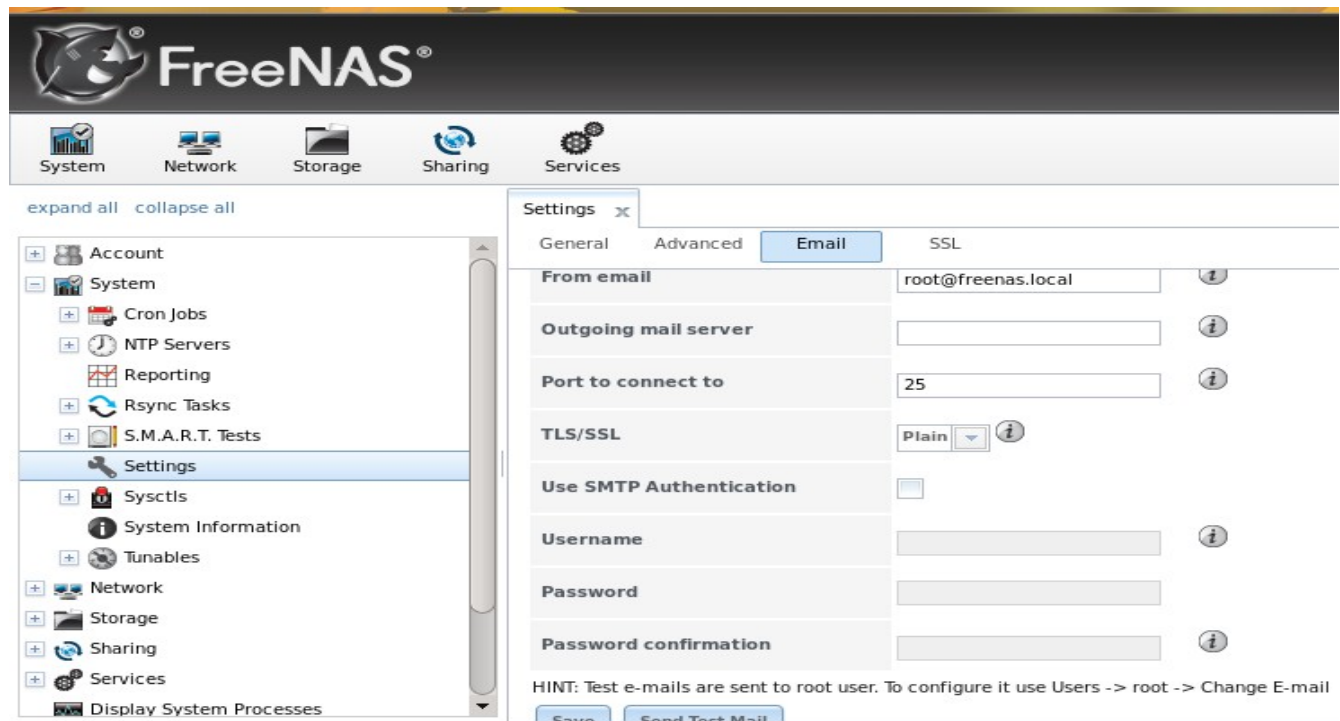 FreeNAS®
System Network Storage Sharing Services
expand all collapse all
Account
System
Cron Jobs
NTP Servers
Reporting
Rsync Tasks
S.M.A.R.T. Tests
Settings
Sysctls
System Information
Tunables
Network
Storage
Sharing
Services
Display System Processes
Settings x
General Advanced Email SSL
From email root@freenas.local
Outgoing mail server
Port to connect to 25
TLS/SSL Plain
Use SMTP Authentication
Username
Password
Password confirmation
HINT: Test e-mails are sent to root user. To configure it use Users -> root -> Change E-mail
Save Send Test Mail